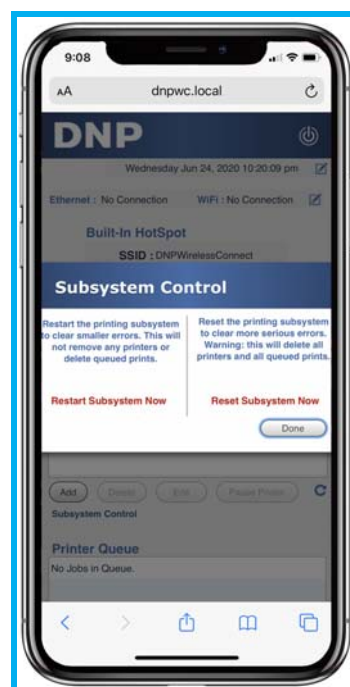 9:08
AA
dnpwc.local
DNP
Wednesday Jun 24, 2020 10:20:09 pm
Ethernet : No Connection WiFi : No Connection
Built-In HotSpot
SSID : DNPWirelessConnect
Subsystem Control
Restart the printing subsystem
to clear smaller errors. This will
not remove any printers or
delete queued prints.
Restart Subsystem Now
Reset the printing subsystem
to clear more serious errors.
Warning: this will delete all
printers and all queued prints.
Reset Subsystem Now
Done
Add Delete Edit Pause Printer
Subsystem Control
Printer Queue
No Jobs in Queue.